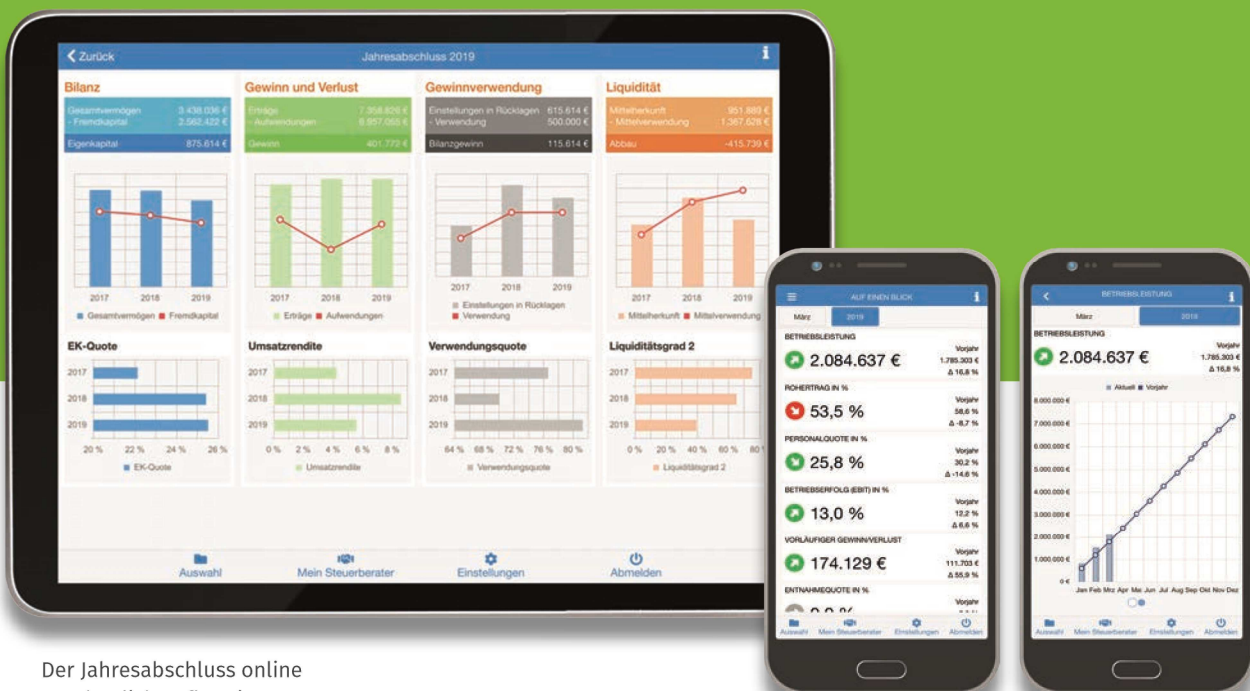 Zurück
Jahresabschluss 2019
i
Bilanz
Gesamtvermögen 3.438.036 €
- Fremdkapital 2.562.422 €
Eigenkapital 875.614 €
2017 2018 2019
Gesamtvermögen Fremdkapital
EK-Quote
2017
2018
2019
20 % 22 % 24 % 26 %
EK-Quote
Gewinn und Verlust
Erträge 7.358.826 €
- Aufwendungen 6.957.055 €
Gewinn 401.772 €
2017 2018 2019
Erträge Aufwendungen
Umsatzrendite
2017
2018
2019
0 % 2 % 4 % 6 % 8 %
Umsatzrendite
Gewinnverwendung
Einstellungen in Rücklagen 615.614 €
- Verwendung 500.000 €
Bilanzgewinn 115.614 €
2017 2018 2019
Einstellungen in Rücklagen
Verwendung
Verwendungsquote
2017
2018
2019
64 % 68 % 72 % 76 % 80 %
Verwendungsquote
Liquidität
Mittelherkunft 951.889 €
- Mittelverwendung 1.367.628 €
Abbau -415.739 €
2017 2018 2019
Mittelherkunft Mittelverwendung
Liquiditätsgrad 2
2017
2018
2019
0 % 20 % 40 % 60 % 80
Liquiditätsgrad 2
Auswahl Mein Steuerberater Einstellungen Abmelden
AUF EINEN BLICK
i
März 2019
BETRIEBSLEISTUNG
Vorjahr
2.084.637 € 1.785.303 €
Δ 16,8 %
ROHERTRAG IN %
Vorjahr
53,5 % 58,6 %
Δ -8,7 %
PERSONALQUOTE IN %
Vorjahr
25,8 % 30,2 %
Δ -14,6 %
BETRIEBSERFOLG (EBIT) IN %
Vorjahr
13,0 % 12,2 %
Δ 6,6 %
VORLÄUFIGER GEWINN/VERLUST
Vorjahr
174.129 € 111.703 €
Δ 55,9 %
ENTNAHMEQUOTE IN %
Vorjahr
Auswahl Mein Steuerberater Einstellungen Abmelden
BETRIEBSLEISTUNG
i
März
BETRIEBSLEISTUNG
Vorjahr
2.084.637 € 1.785.303 €
Δ 16,8 %
Aktuell Vorjahr
8.000.000 €
7.000.000 €
6.000.000 €
5.000.000 €
4.000.000 €
3.000.000 €
2.000.000 €
1.000.000 €
0 €
Jan Feb Mrz Apr Mai Jun Jul Aug Sep Okt Nov Dez
Auswahl Mein Steuerberater Einstellungen Abmelden
Der Jahresabschluss online